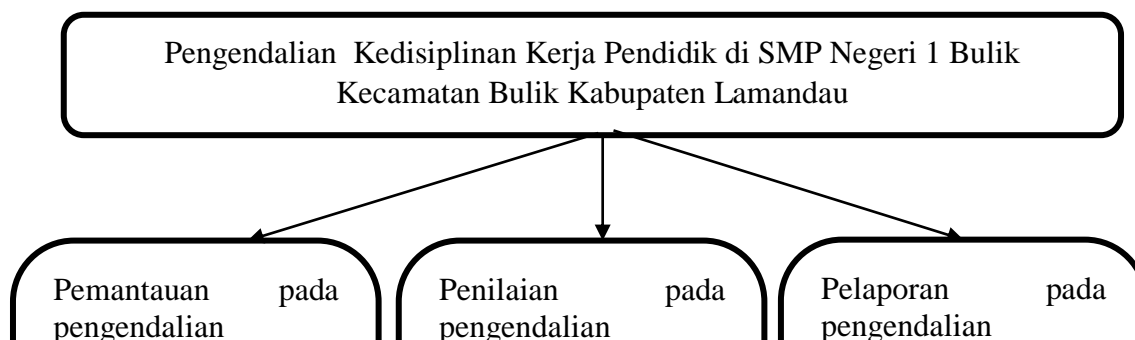 Pengendalian Kedisiplinan Kerja Pendidik di SMP Negeri 1 Bulik
Kecamatan Bulik Kabupaten Lamandau
Pemantauan pada
pengendalian
Penilaian pada
pengendalian
Pelaporan pada
pengendalian